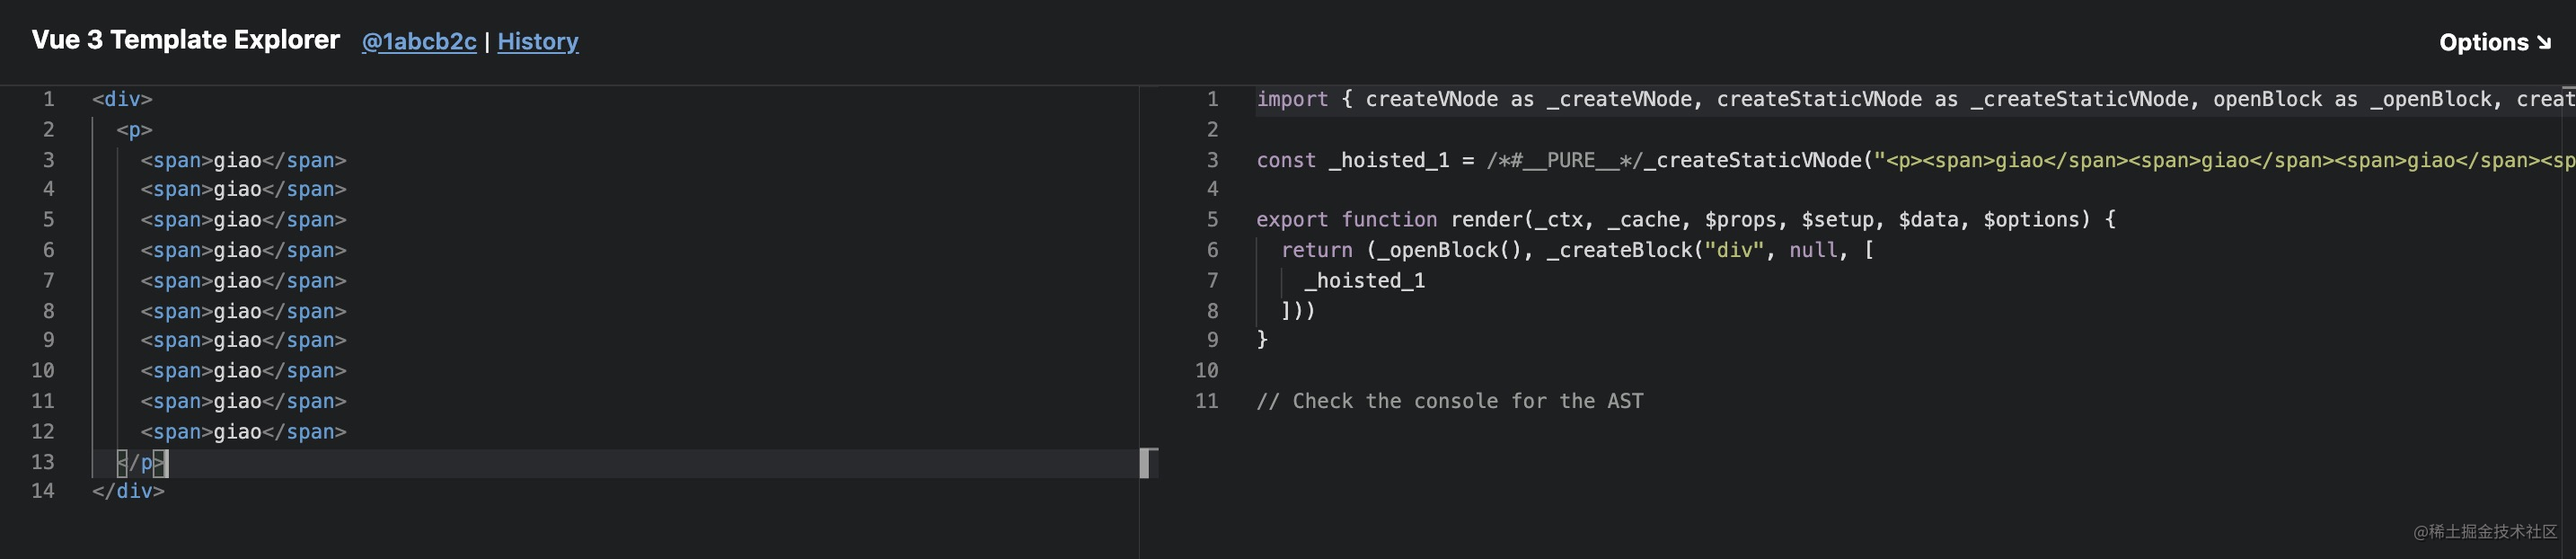 Vue 3 Template Explorer @1abcb2c | History
Options ↘
1 <div>
2 <p>
3 <span>giao</span>
4 <span>giao</span>
5 <span>giao</span>
6 <span>giao</span>
7 <span>giao</span>
8 <span>giao</span>
9 <span>giao</span>
10 <span>giao</span>
11 <span>giao</span>
12 <span>giao</span>
13 </p>
14 </div>
1 import { createVNode as _createVNode, createStaticVNode as _createStaticVNode, openBlock as _openBlock, creat
2
3 const _hoisted_1 = /*#__PURE__*/_createStaticVNode("<p><span>giao</span><span>giao</span><span>giao</span><sp
4
5 export function render(_ctx, _cache, $props, $setup, $data, $options) {
6 return (_openBlock(), _createBlock("div", null, [
7 _hoisted_1
8 ]))
9 }
10
11 // Check the console for the AST
@稀土掘金技术社区